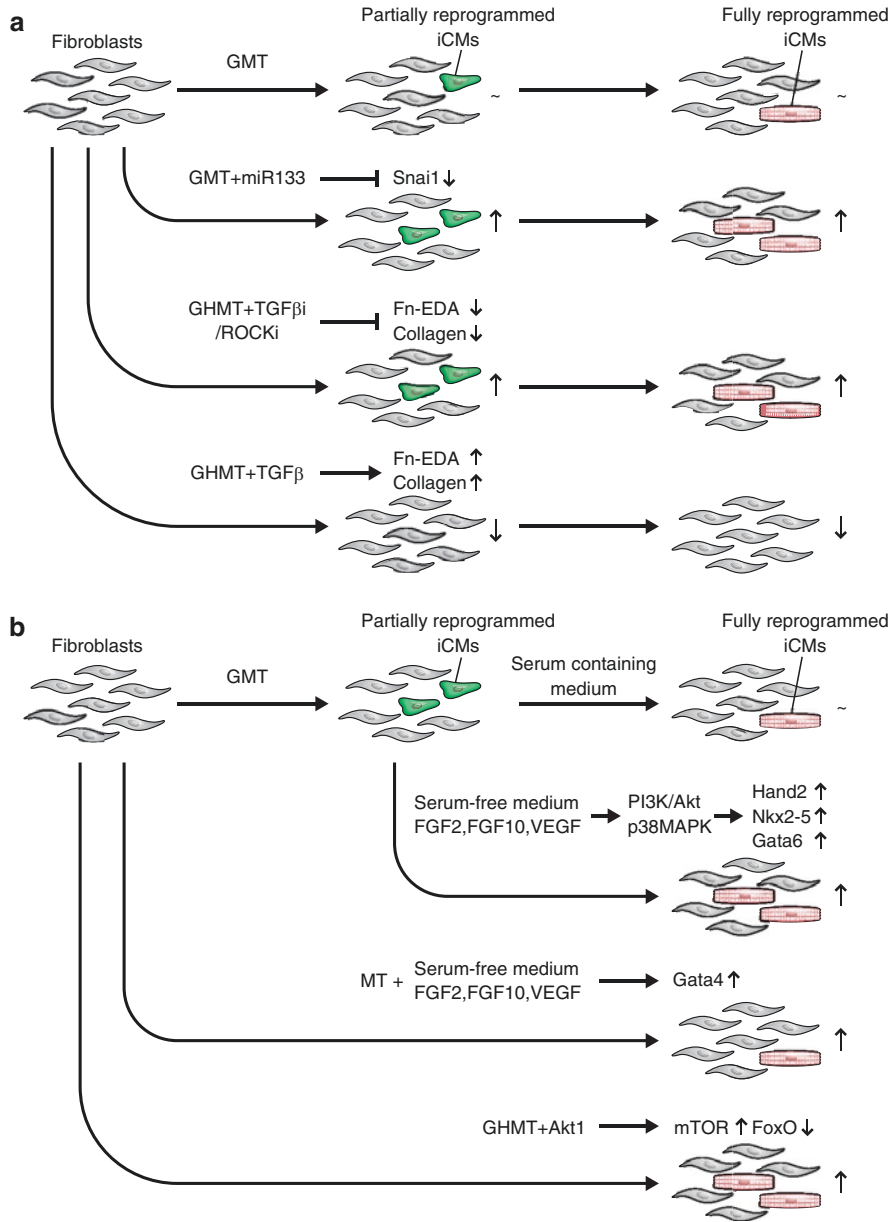 a
Fibroblasts
GMT
Partially reprogrammed
iCMs
~
Fully reprogrammed
iCMs
~
GMT+miR133
Snai1 ↓
↑
↑
GHMT+TGFβi
/ROCKi
Fn-EDA ↓
Collagen ↓
↑
↑
GHMT+TGFβ
Fn-EDA ↑
Collagen ↑
↓
↓
b
Fibroblasts
GMT
Partially reprogrammed
iCMs
Serum containing
medium
Fully reprogrammed
iCMs
~
Serum-free medium
FGF2,FGF10,VEGF
PI3K/Akt
p38MAPK
Hand2 ↑
Nkx2-5 ↑
Gata6 ↑
↑
MT +
Serum-free medium
FGF2,FGF10,VEGF
Gata4 ↑
↑
GHMT+Akt1
mTOR ↑ FoxO ↓
↑